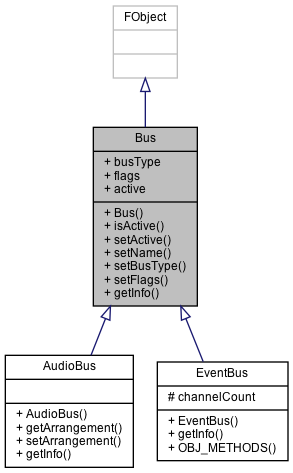 FObject
Bus
+ busType
+ flags
+ active
+ Bus()
+ isActive()
+ setActive()
+ setName()
+ setBusType()
+ setFlags()
+ getInfo()
AudioBus
+ AudioBus()
+ getArrangement()
+ setArrangement()
+ getInfo()
EventBus
# channelCount
+ EventBus()
+ getInfo()
+ OBJ_METHODS()